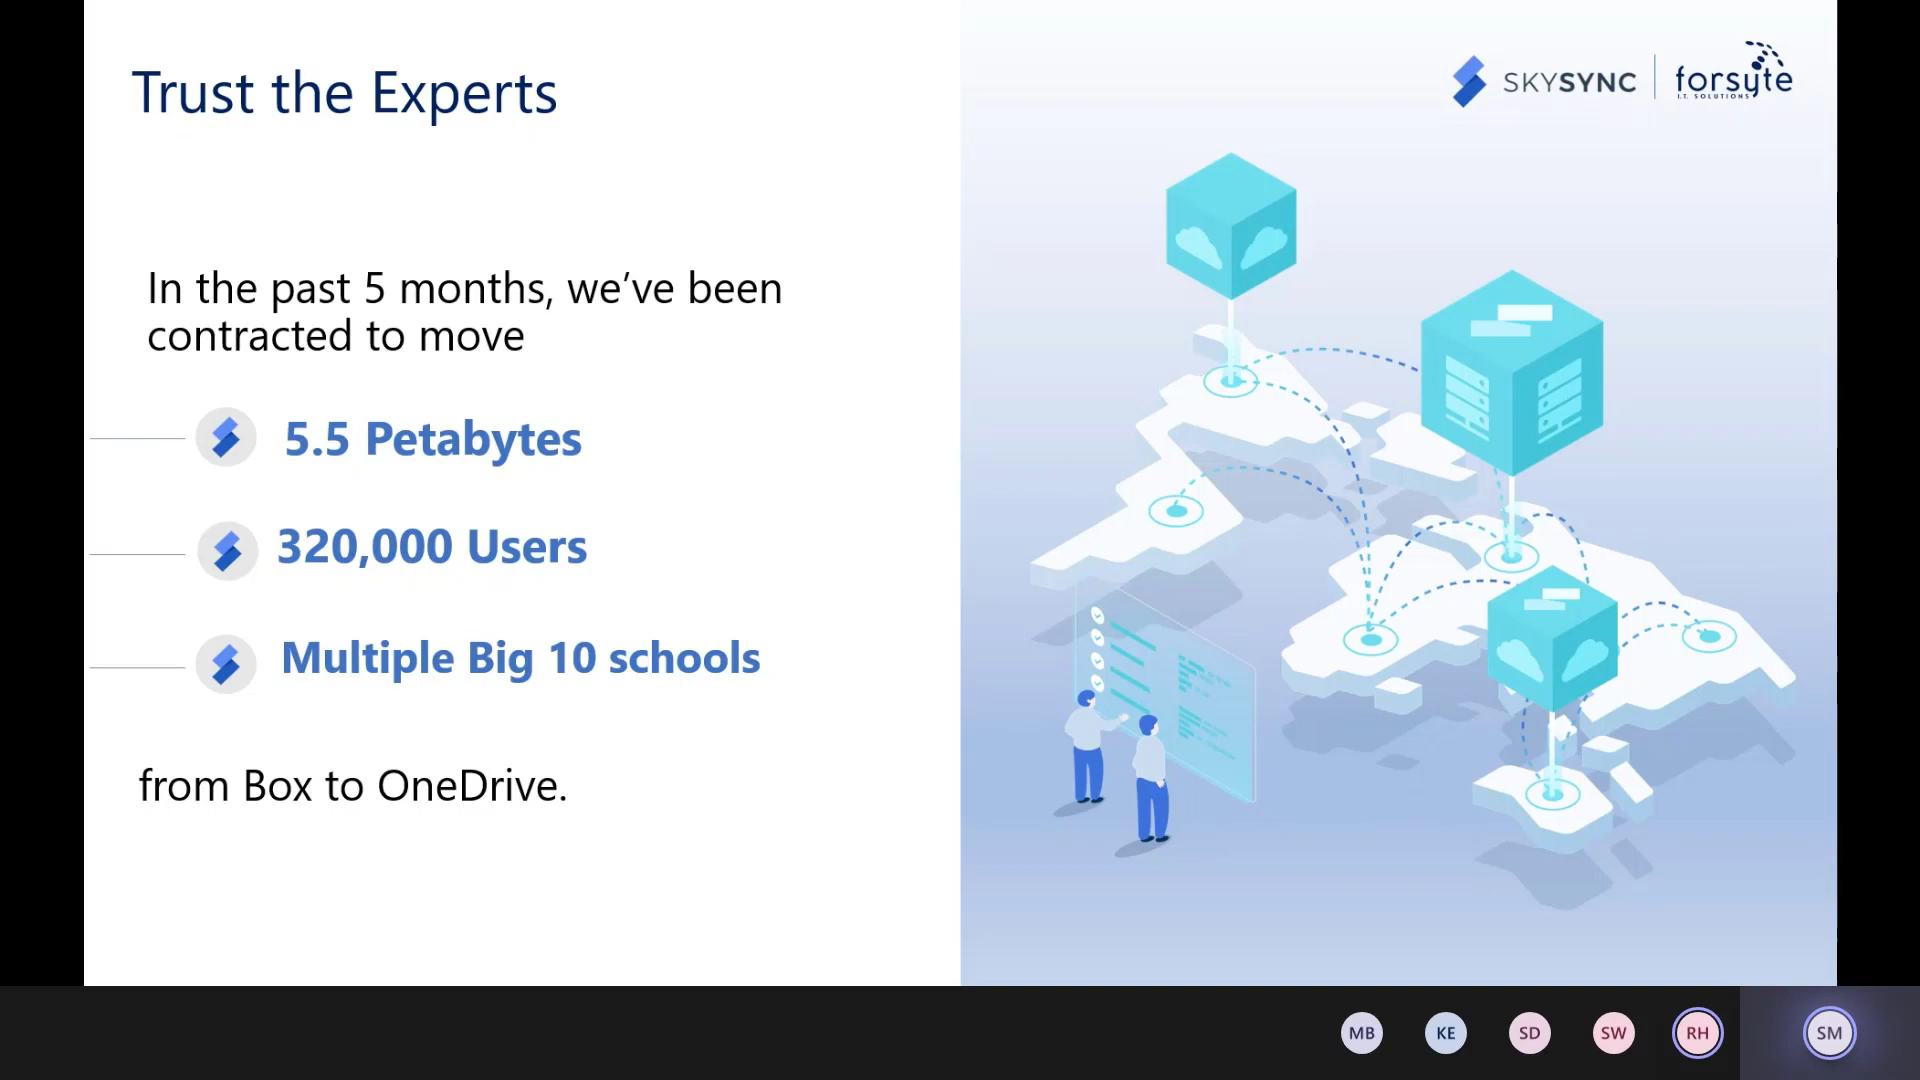 Trust the Experts
SKYSYNC
forsyte
I.T. SOLUTIONS
In the past 5 months, we’ve been
contracted to move
5.5 Petabytes
320,000 Users
Multiple Big 10 schools
from Box to OneDrive.
MB
KE
SD
SW
RH
SM